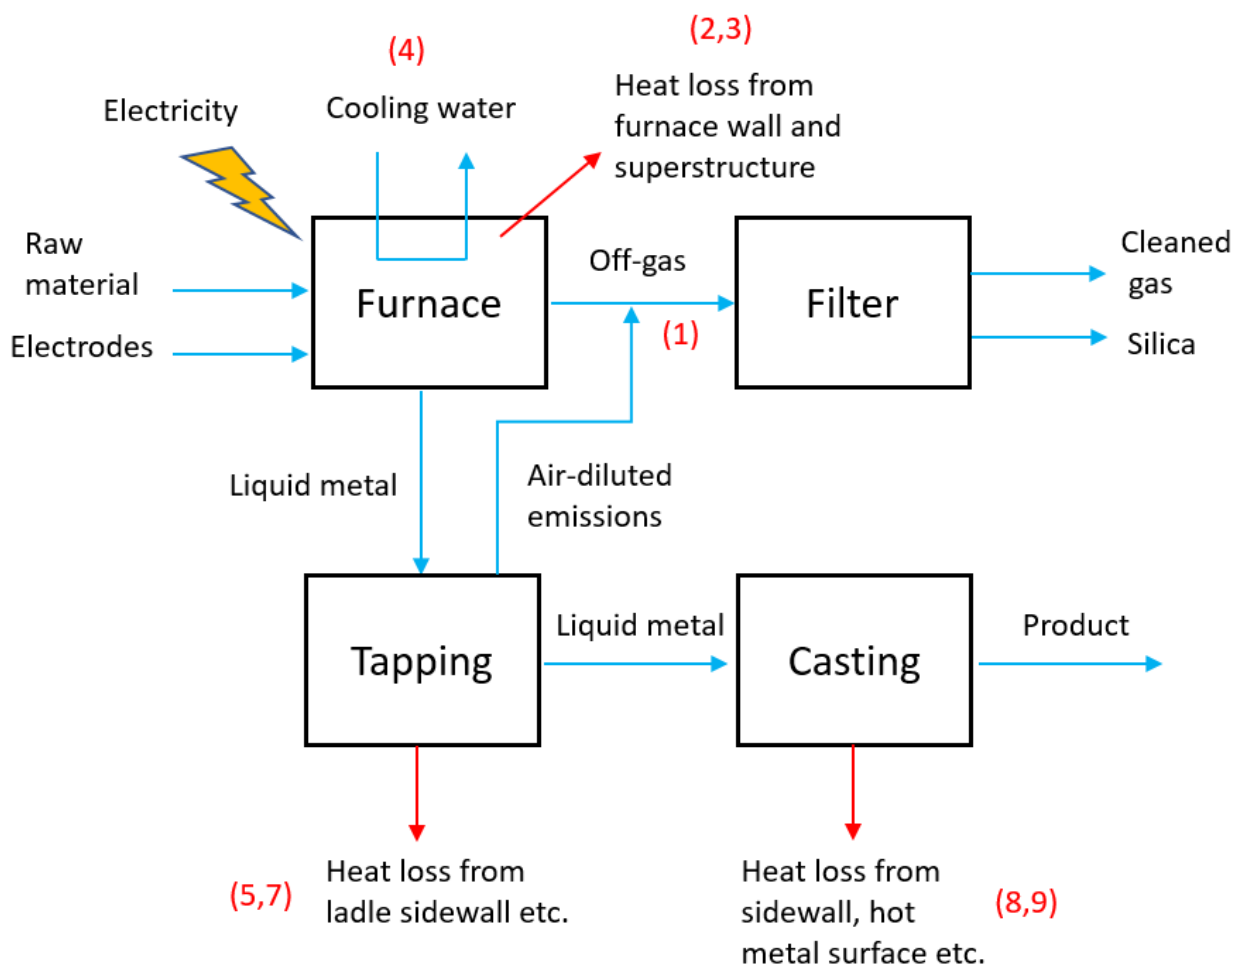 (4)
(2,3)
Electricity
Cooling water
Heat loss from
furnace wall and
superstructure
Raw
material
Electrodes
Furnace
Off-gas
(1)
Filter
Cleaned
gas
Silica
Liquid metal
Air-diluted
emissions
Tapping
Liquid metal
Casting
Product
(5,7)
Heat loss from
ladle sidewall etc.
Heat loss from
sidewall, hot
metal surface etc.
(8,9)